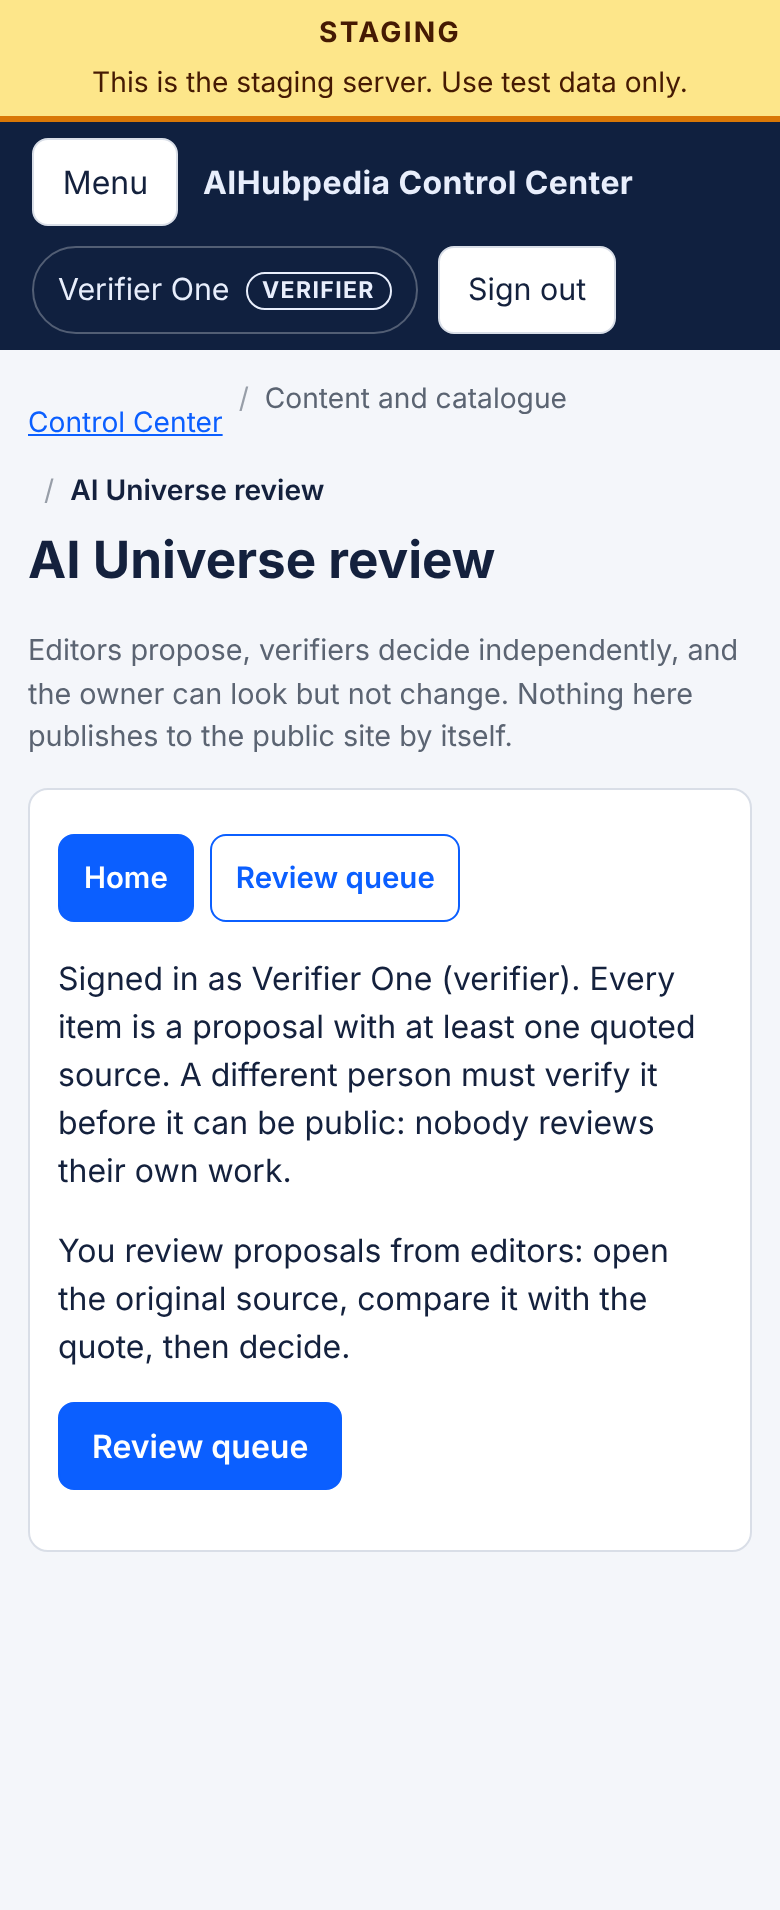 STAGING
This is the staging server. Use test data only.
Menu
AIHubpedia Control Center
Verifier One
VERIFIER
Sign out
Control Center
/ Content and catalogue
/ AI Universe review
AI Universe review
Editors propose, verifiers decide independently, and
the owner can look but not change. Nothing here
publishes to the public site by itself.
Home
Review queue
Signed in as Verifier One (verifier). Every
item is a proposal with at least one quoted
source. A different person must verify it
before it can be public: nobody reviews
their own work.
You review proposals from editors: open
the original source, compare it with the
quote, then decide.
Review queue